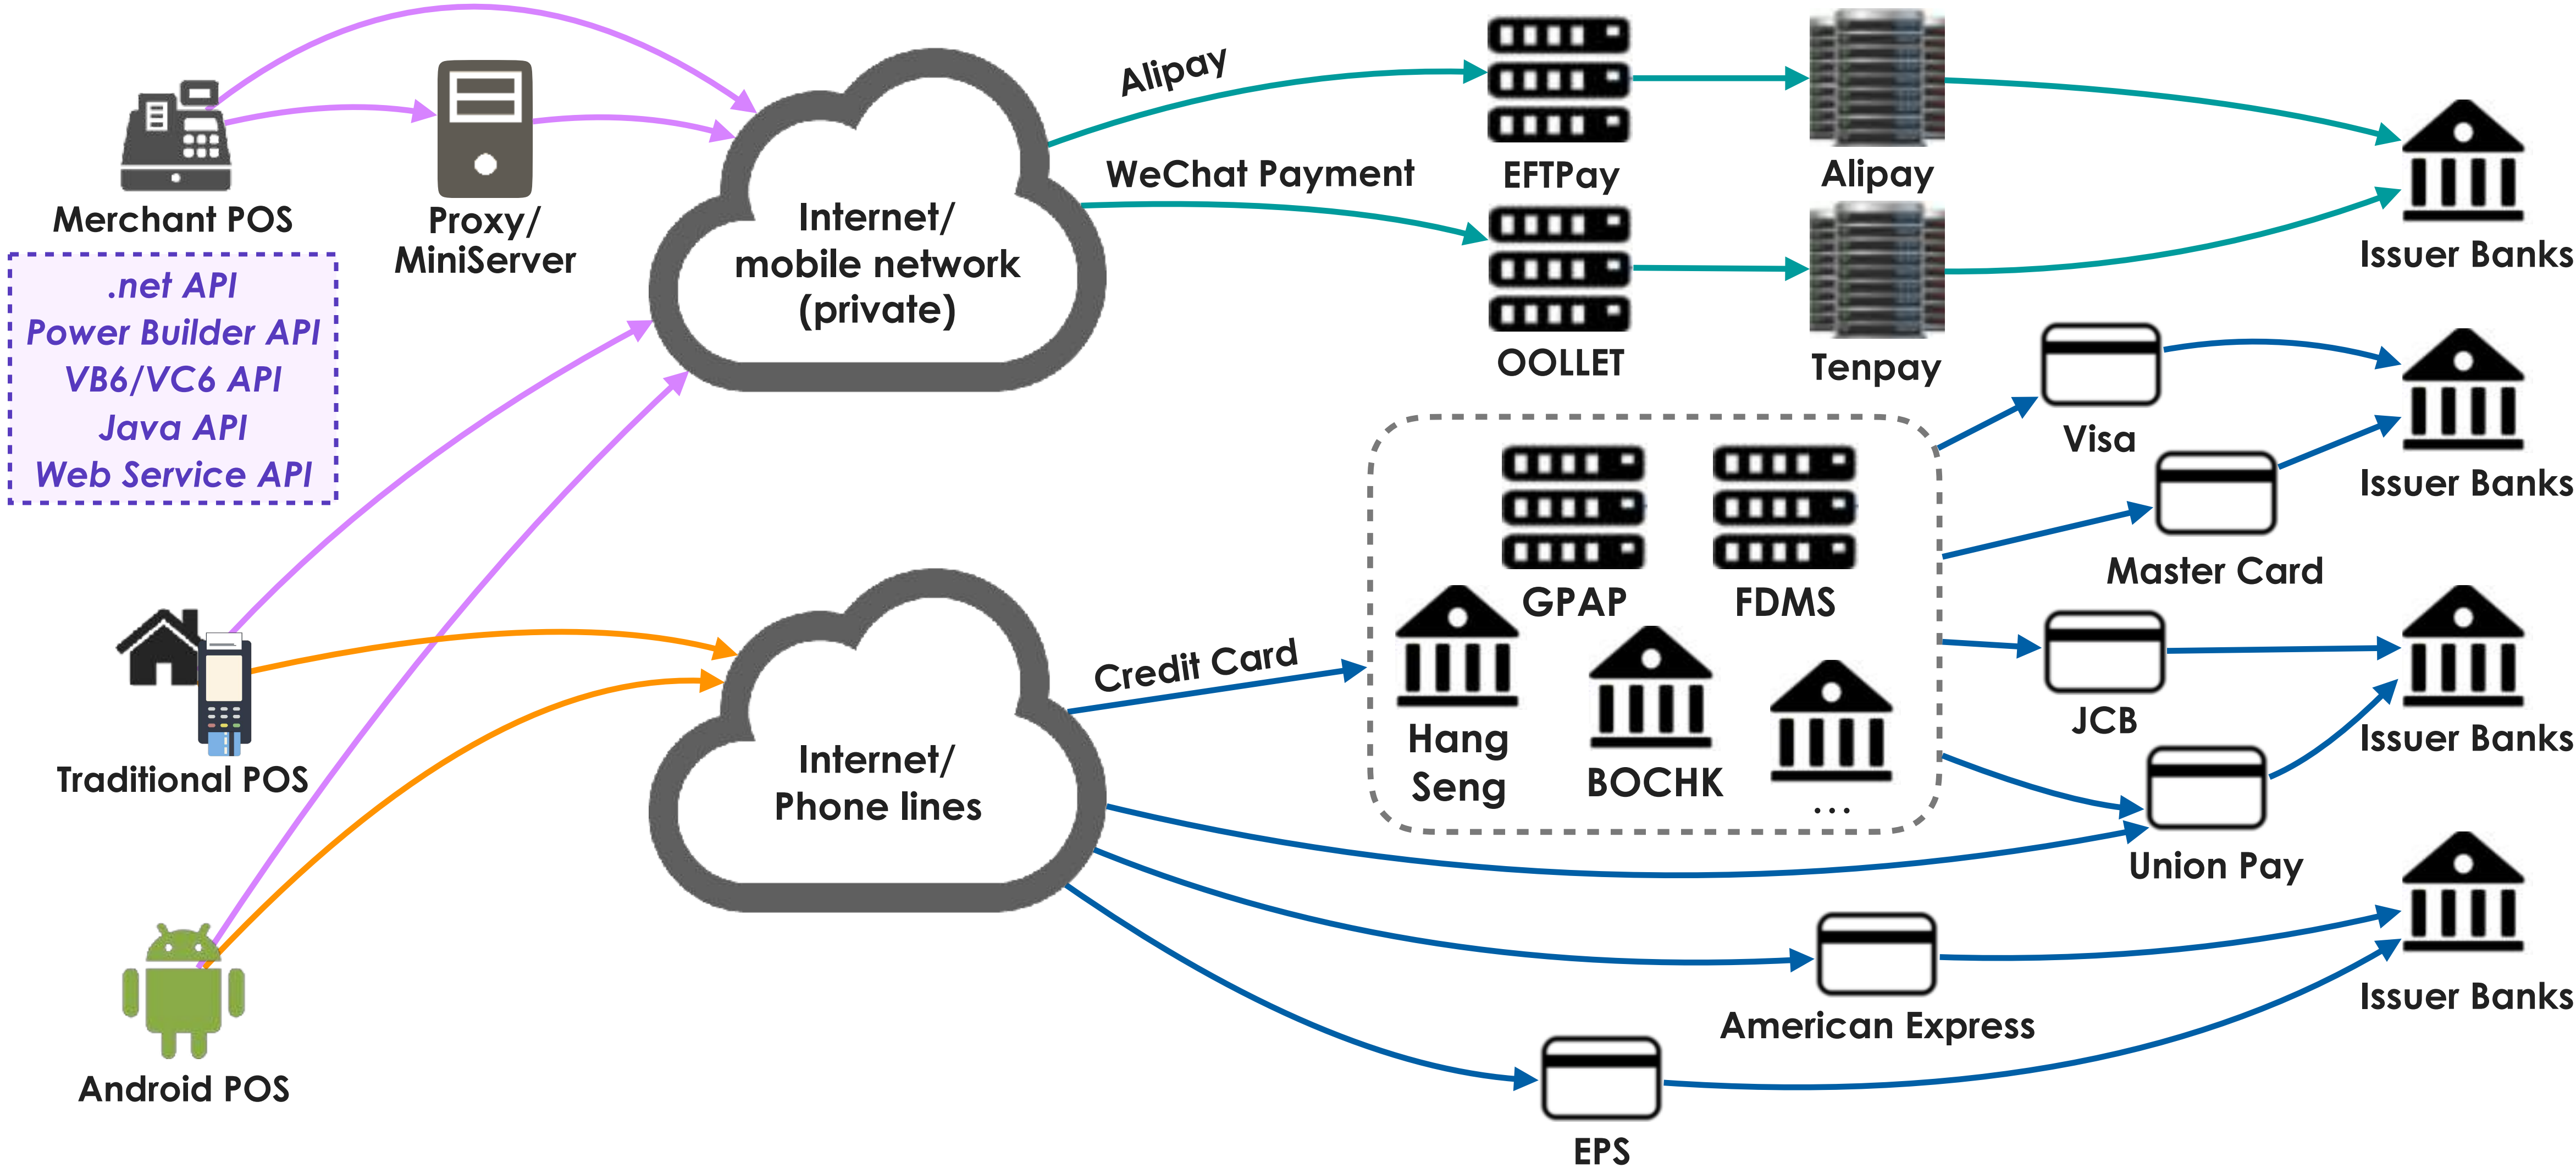 Merchant POS
Proxy/
MiniServer
.net API
Power Builder API
VB6/VC6 API
Java API
Web Service API
Traditional POS
Android POS
Internet/
mobile network
(private)
Internet/
Phone lines
Alipay
WeChat Payment
Credit Card
EFTPay
Alipay
OOLLET
Tenpay
Issuer Banks
GPAP
FDMS
Hang
Seng
BOCHK
...
Visa
Master Card
Issuer Banks
JCB
Union Pay
Issuer Banks
American Express
EPS
Issuer Banks